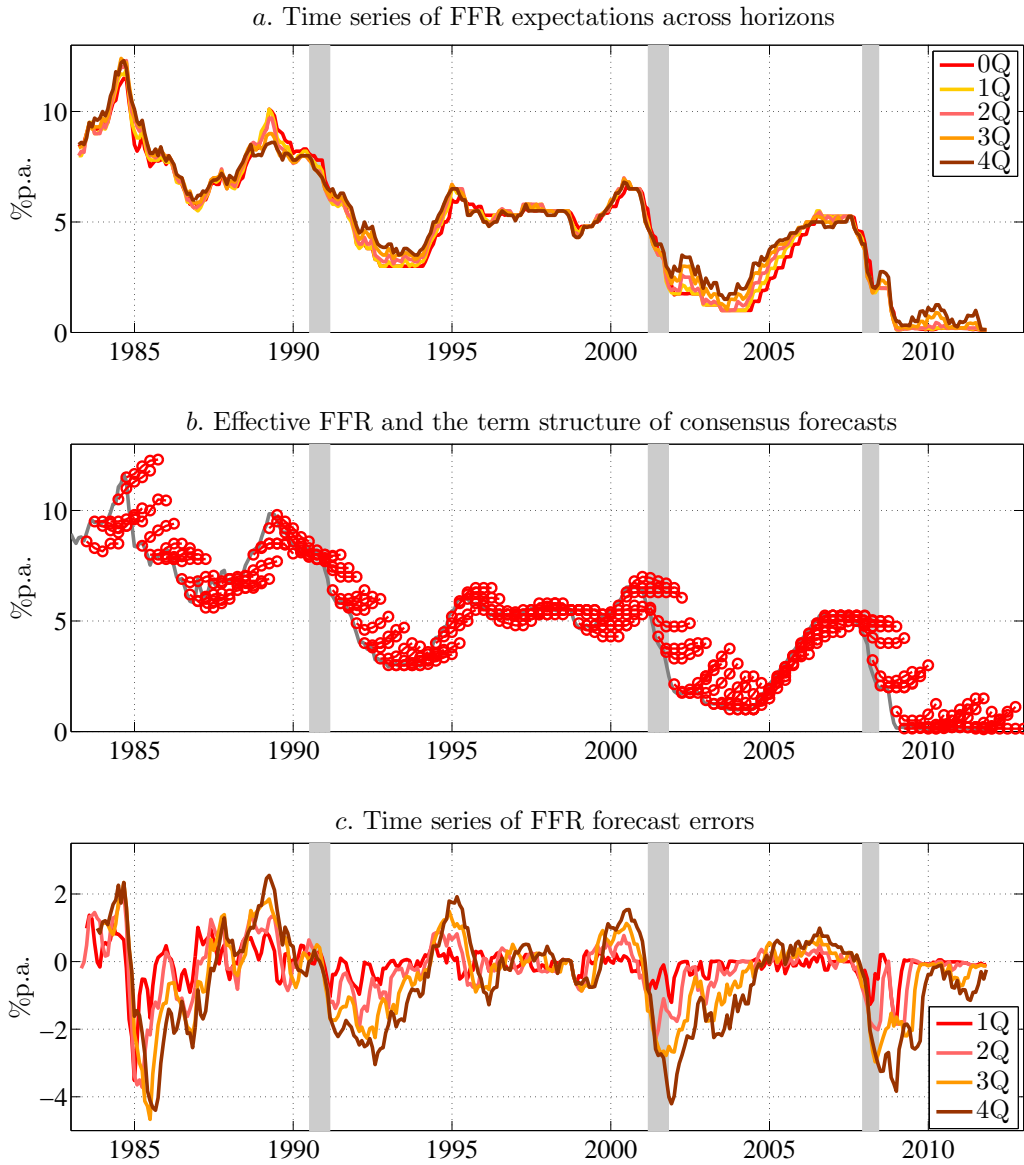 a. Time series of FFR expectations across horizons
%p.a.
10
5
0
0Q
1Q
2Q
3Q
4Q
1985 1990 1995 2000 2005 2010
b. Effective FFR and the term structure of consensus forecasts
%p.a.
10
5
0
1985 1990 1995 2000 2005 2010
c. Time series of FFR forecast errors
%p.a.
2
0
−2
−4
1Q
2Q
3Q
4Q
1985 1990 1995 2000 2005 2010